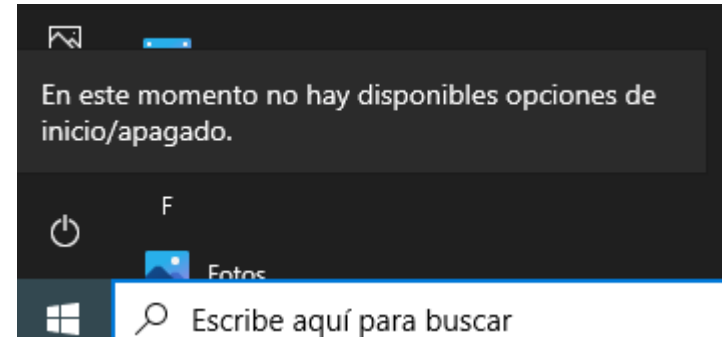 En este momento no hay disponibles opciones de
inicio/apagado.
F
Fotos
Escribe aquí para buscar